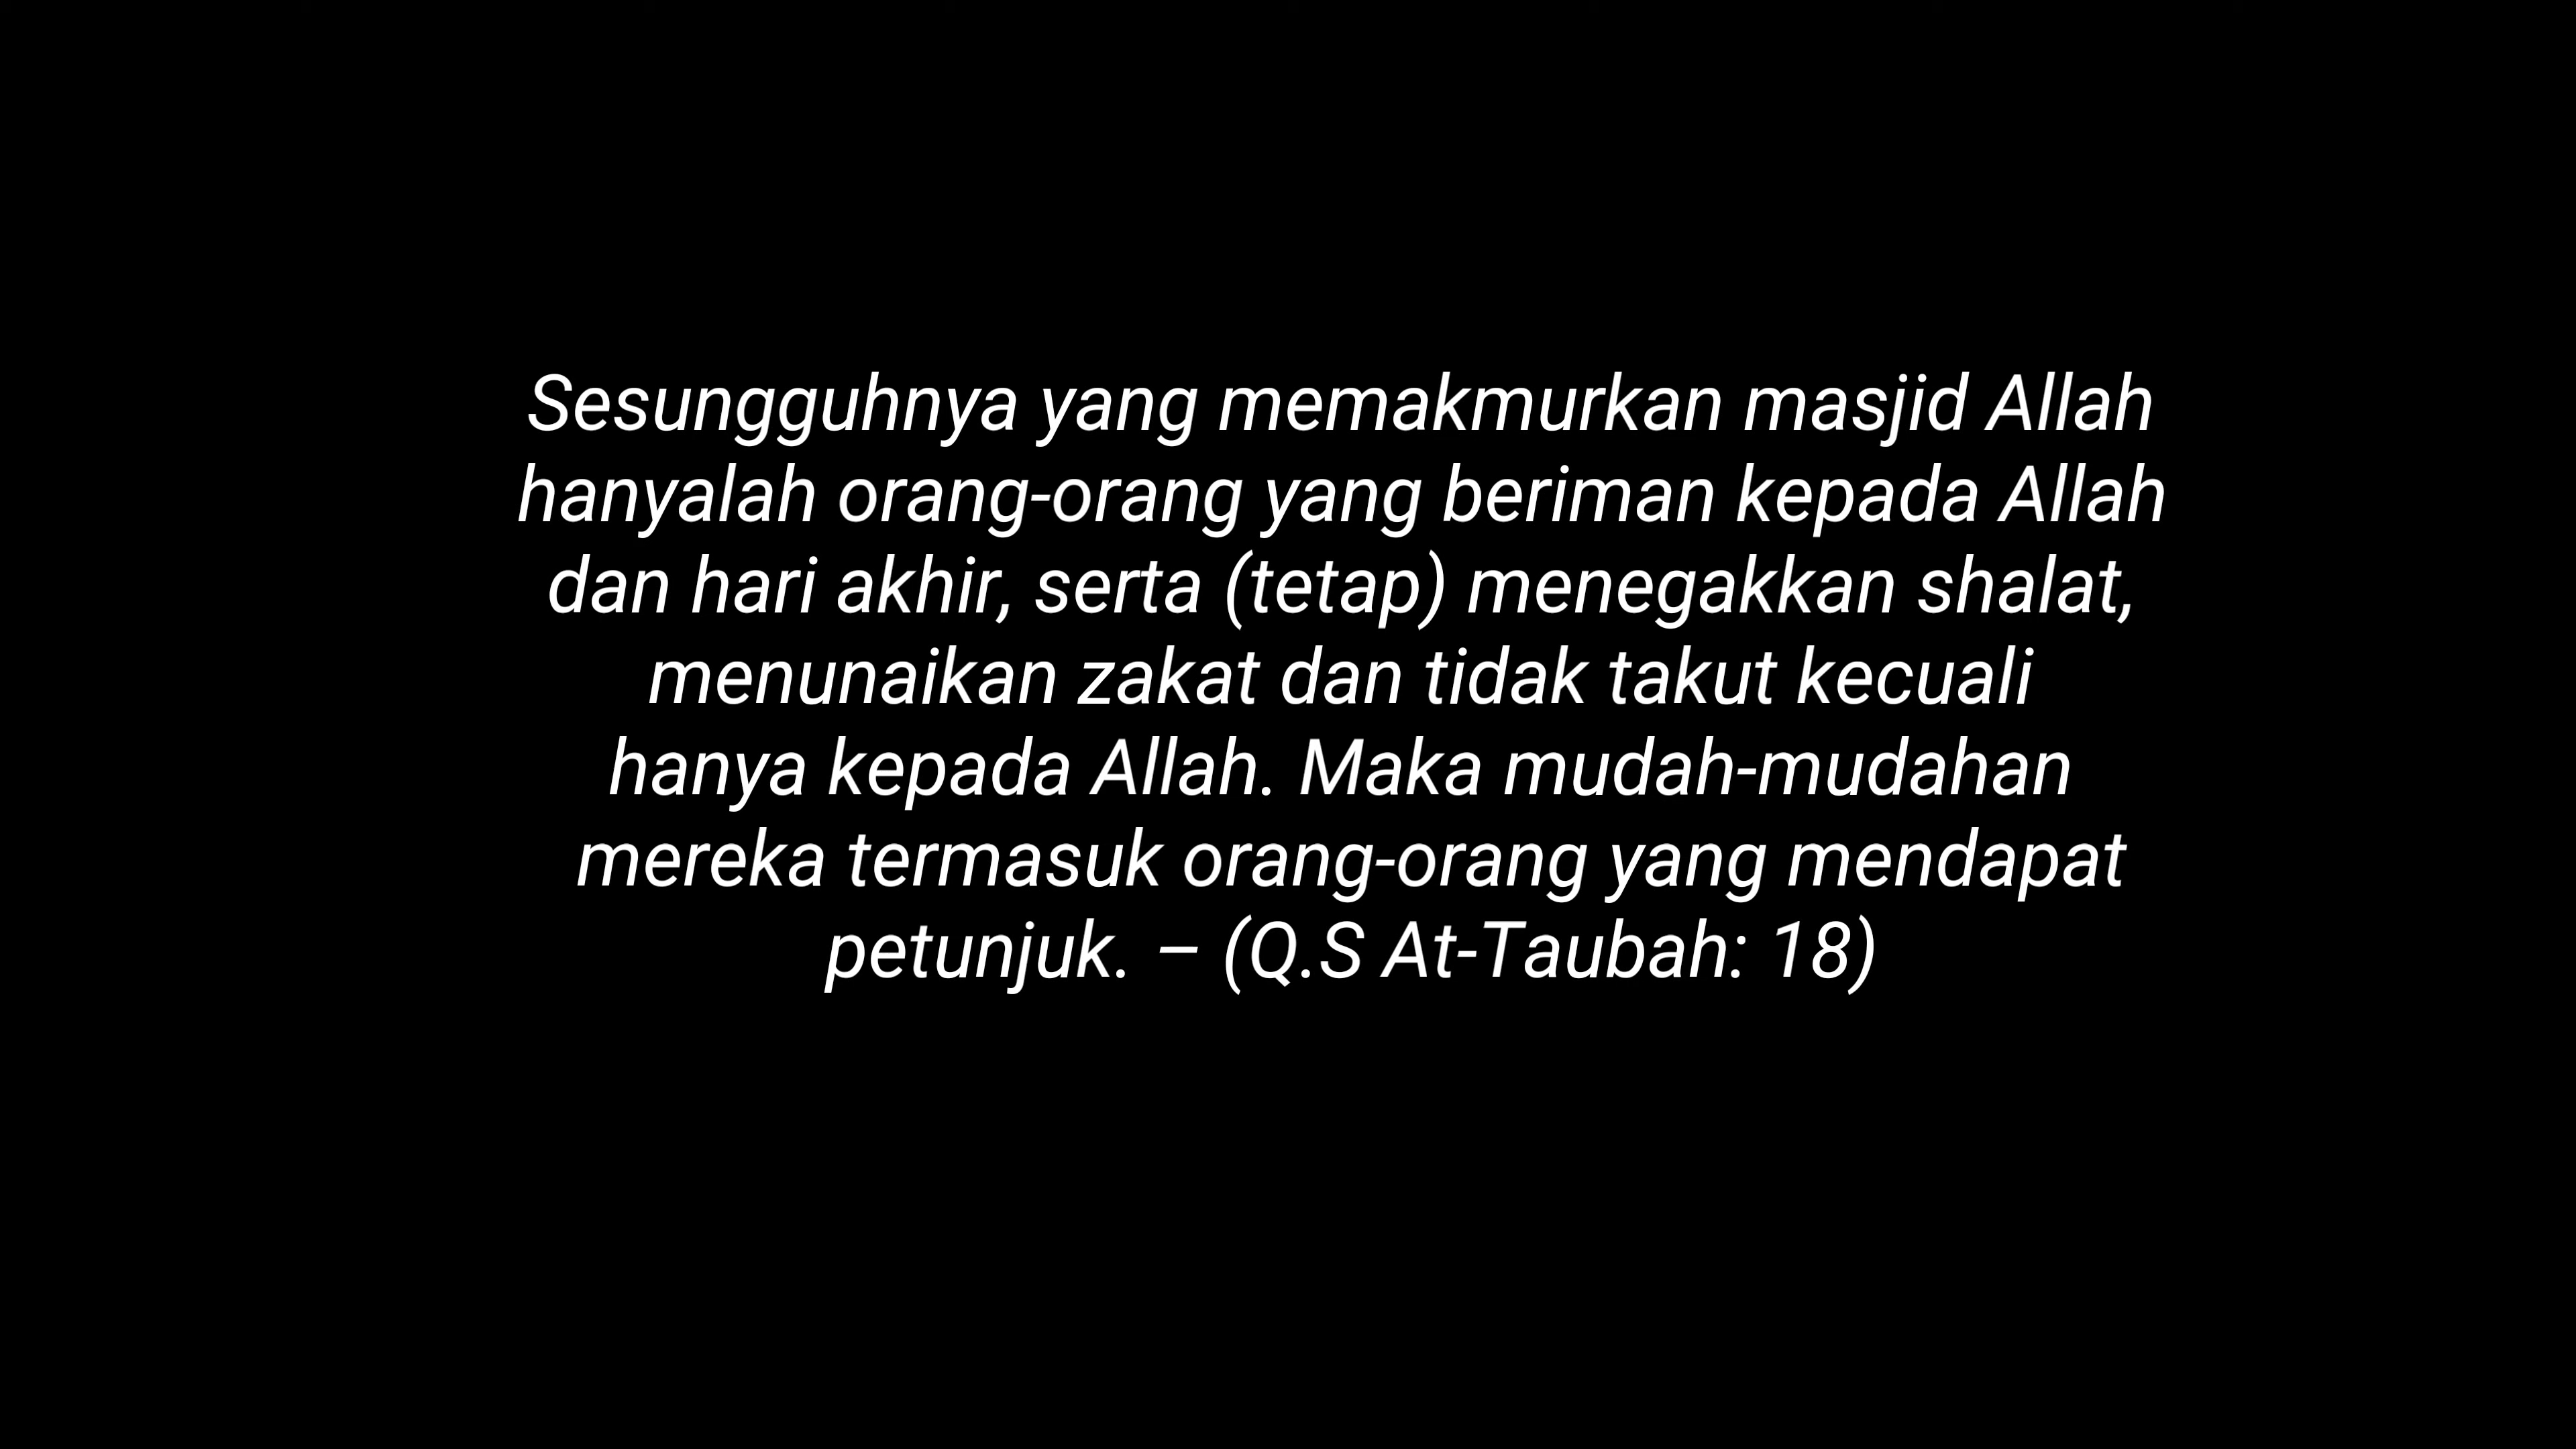 Sesungguhnya yang memakmurkan masjid Allah
hanyalah orang-orang yang beriman kepada Allah
dan hari akhir, serta (tetap) menegakkan shalat,
menunaikan zakat dan tidak takut kecuali
hanya kepada Allah. Maka mudah-mudahan
mereka termasuk orang-orang yang mendapat
petunjuk. – (Q.S At-Taubah: 18)